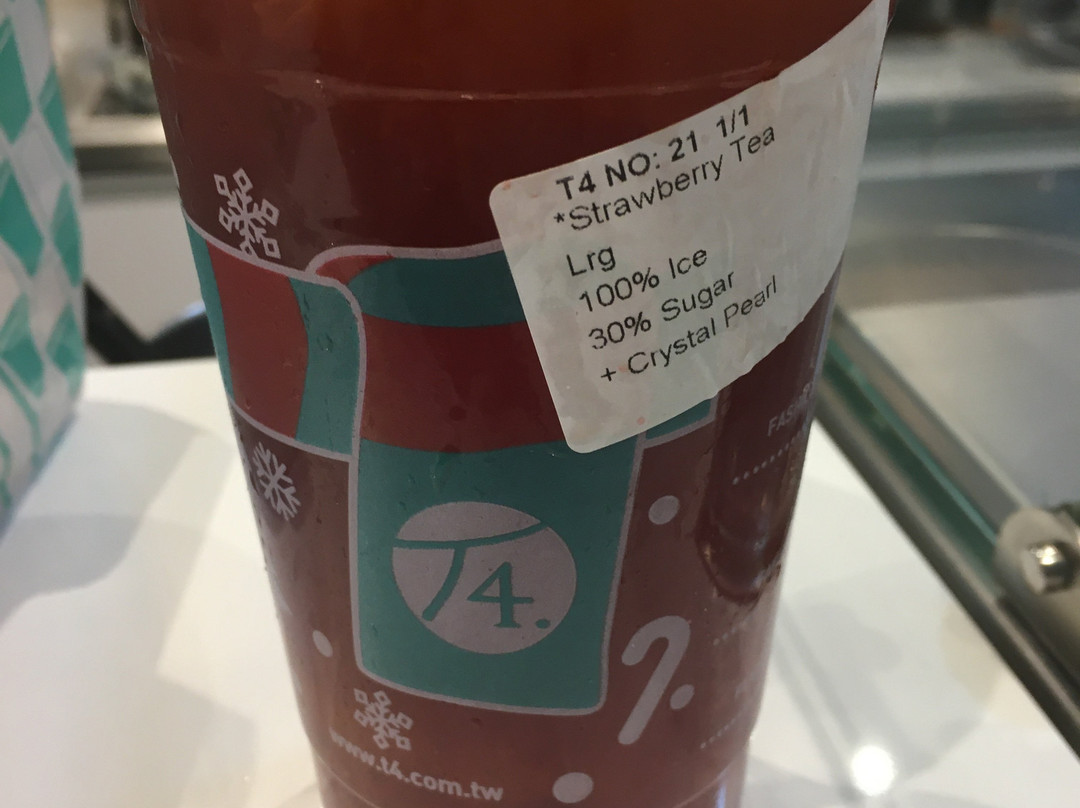 T4 NO: 21 1/1
*Strawberry Tea
Lrg
100% Ice
30% Sugar
+ Crystal Pearl
T4.
www.t4.com.tw